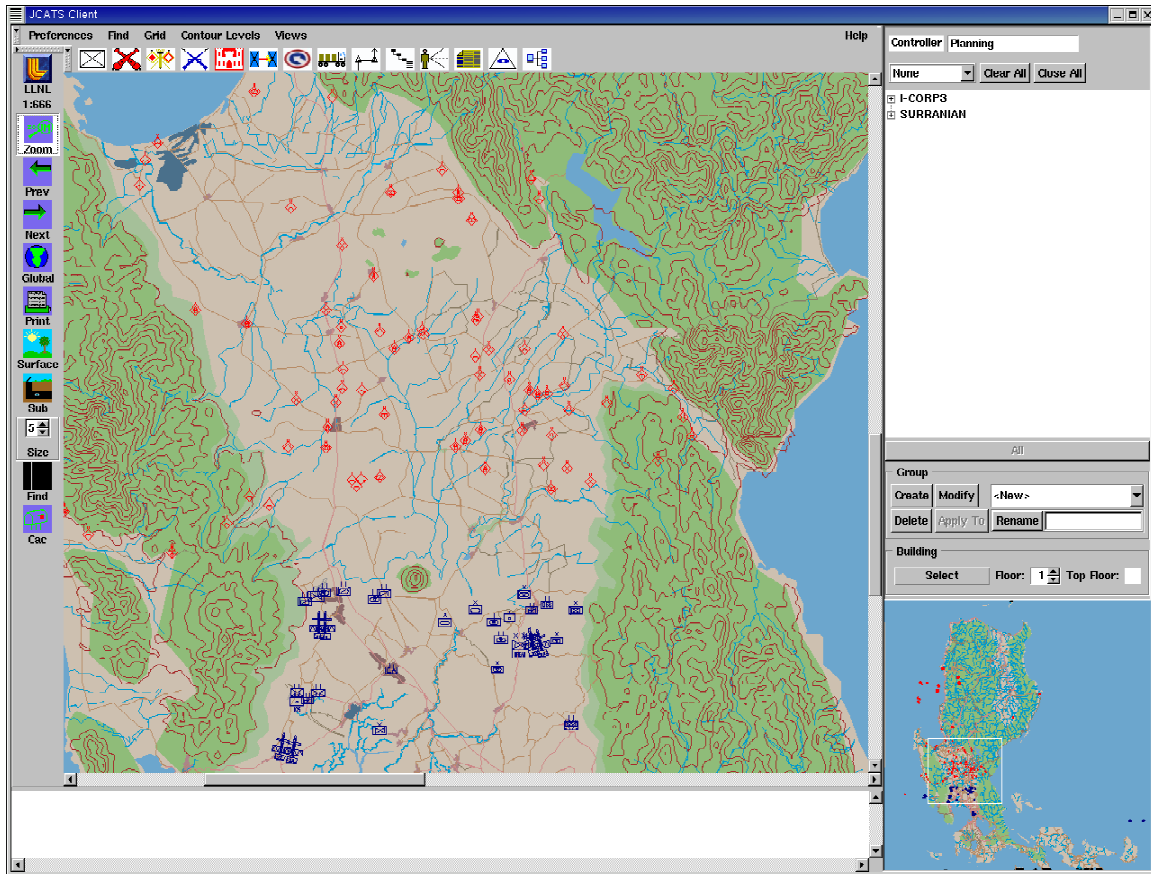 JCATS Client
Preferences Find Grid Contour Levels Views Help
LLNL
1:666
Zoom
Prev
Next
Global
Print
Surface
Sub
5
Size
Find
Cac
Controller Planning
None Clear All Close All
I-CORP3
SURRANIAN
All
Group
Create Modify <New>
Delete Apply To Rename
Building
Select Floor: 1 Top Floor: